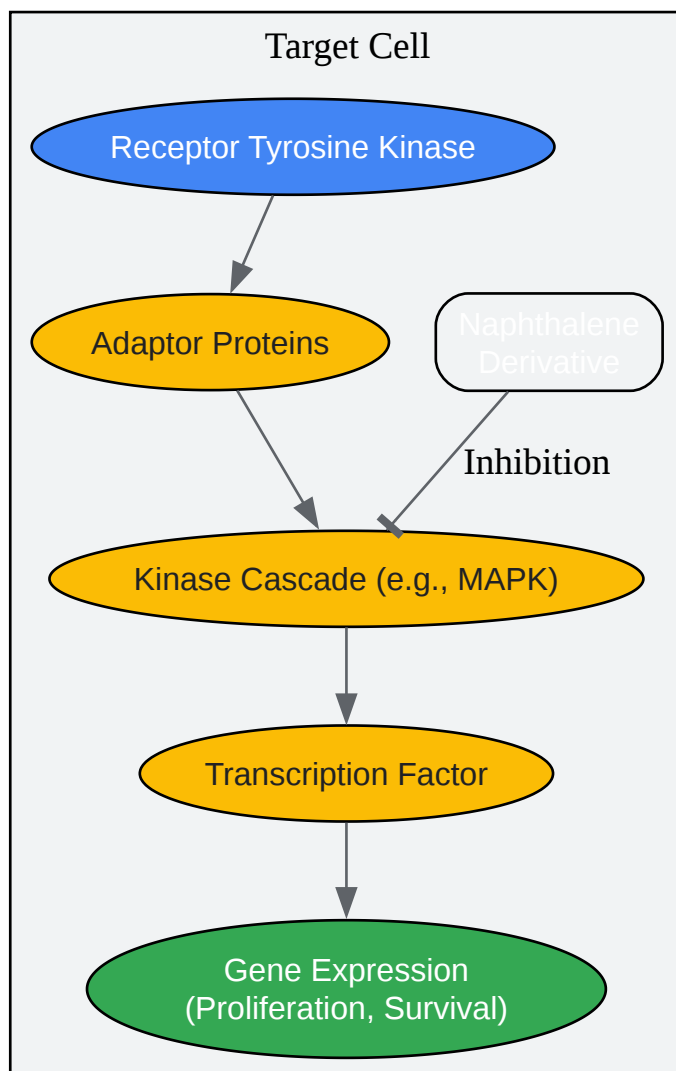 Target Cell
Receptor Tyrosine Kinase
Adaptor Proteins
Naphthalene
Derivative
Inhibition
Kinase Cascade (e.g., MAPK)
Transcription Factor
Gene Expression
(Proliferation, Survival)